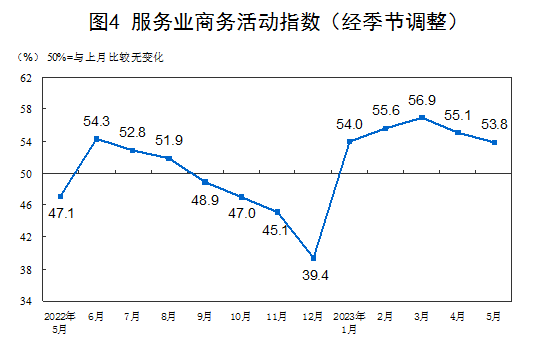 图4 服务业商务活动指数（经季节调整）
（%） 50%=与上月比较无变化
62
58
54
50
46
42
38
34
47.1
54.3
52.8
51.9
48.9
47.0
45.1
39.4
54.0
55.6
56.9
55.1
53.8
2022年
5月
6月
7月
8月
9月
10月
11月
12月
2023年
1月
2月
3月
4月
5月